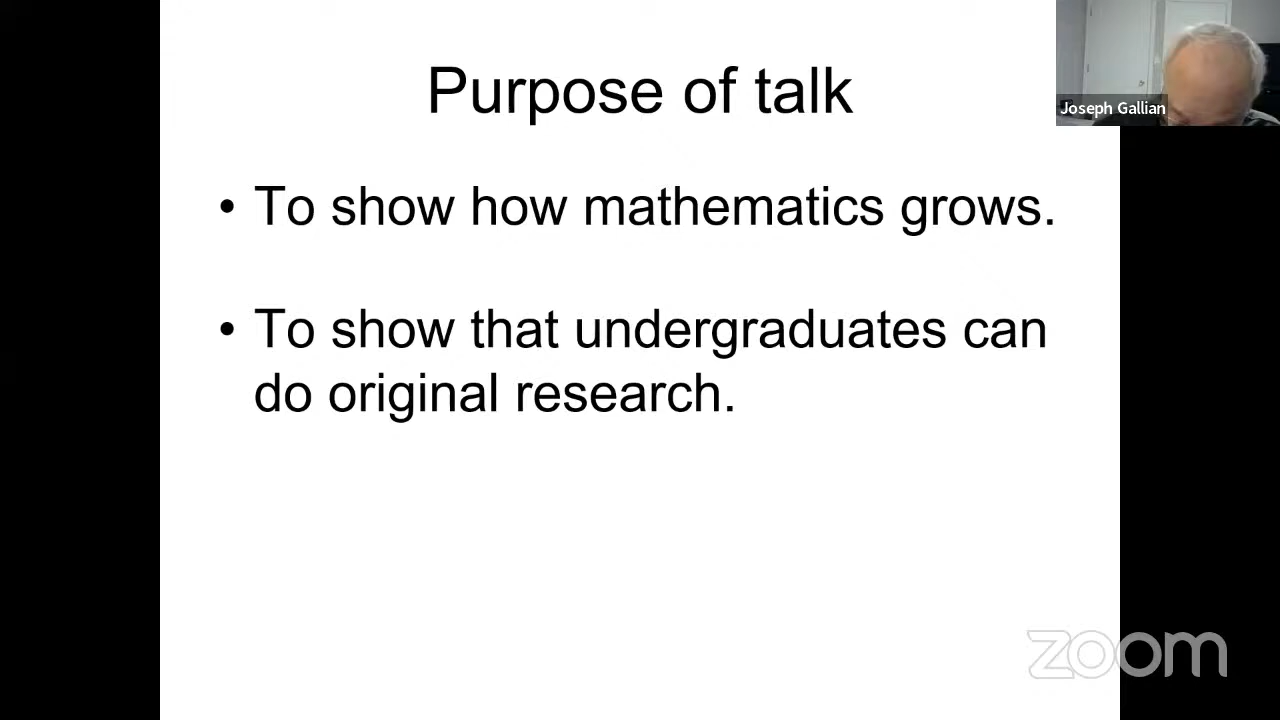 Purpose of talk
Joseph Gallian
• To show how mathematics grows.
• To show that undergraduates can
do original research.
zoom